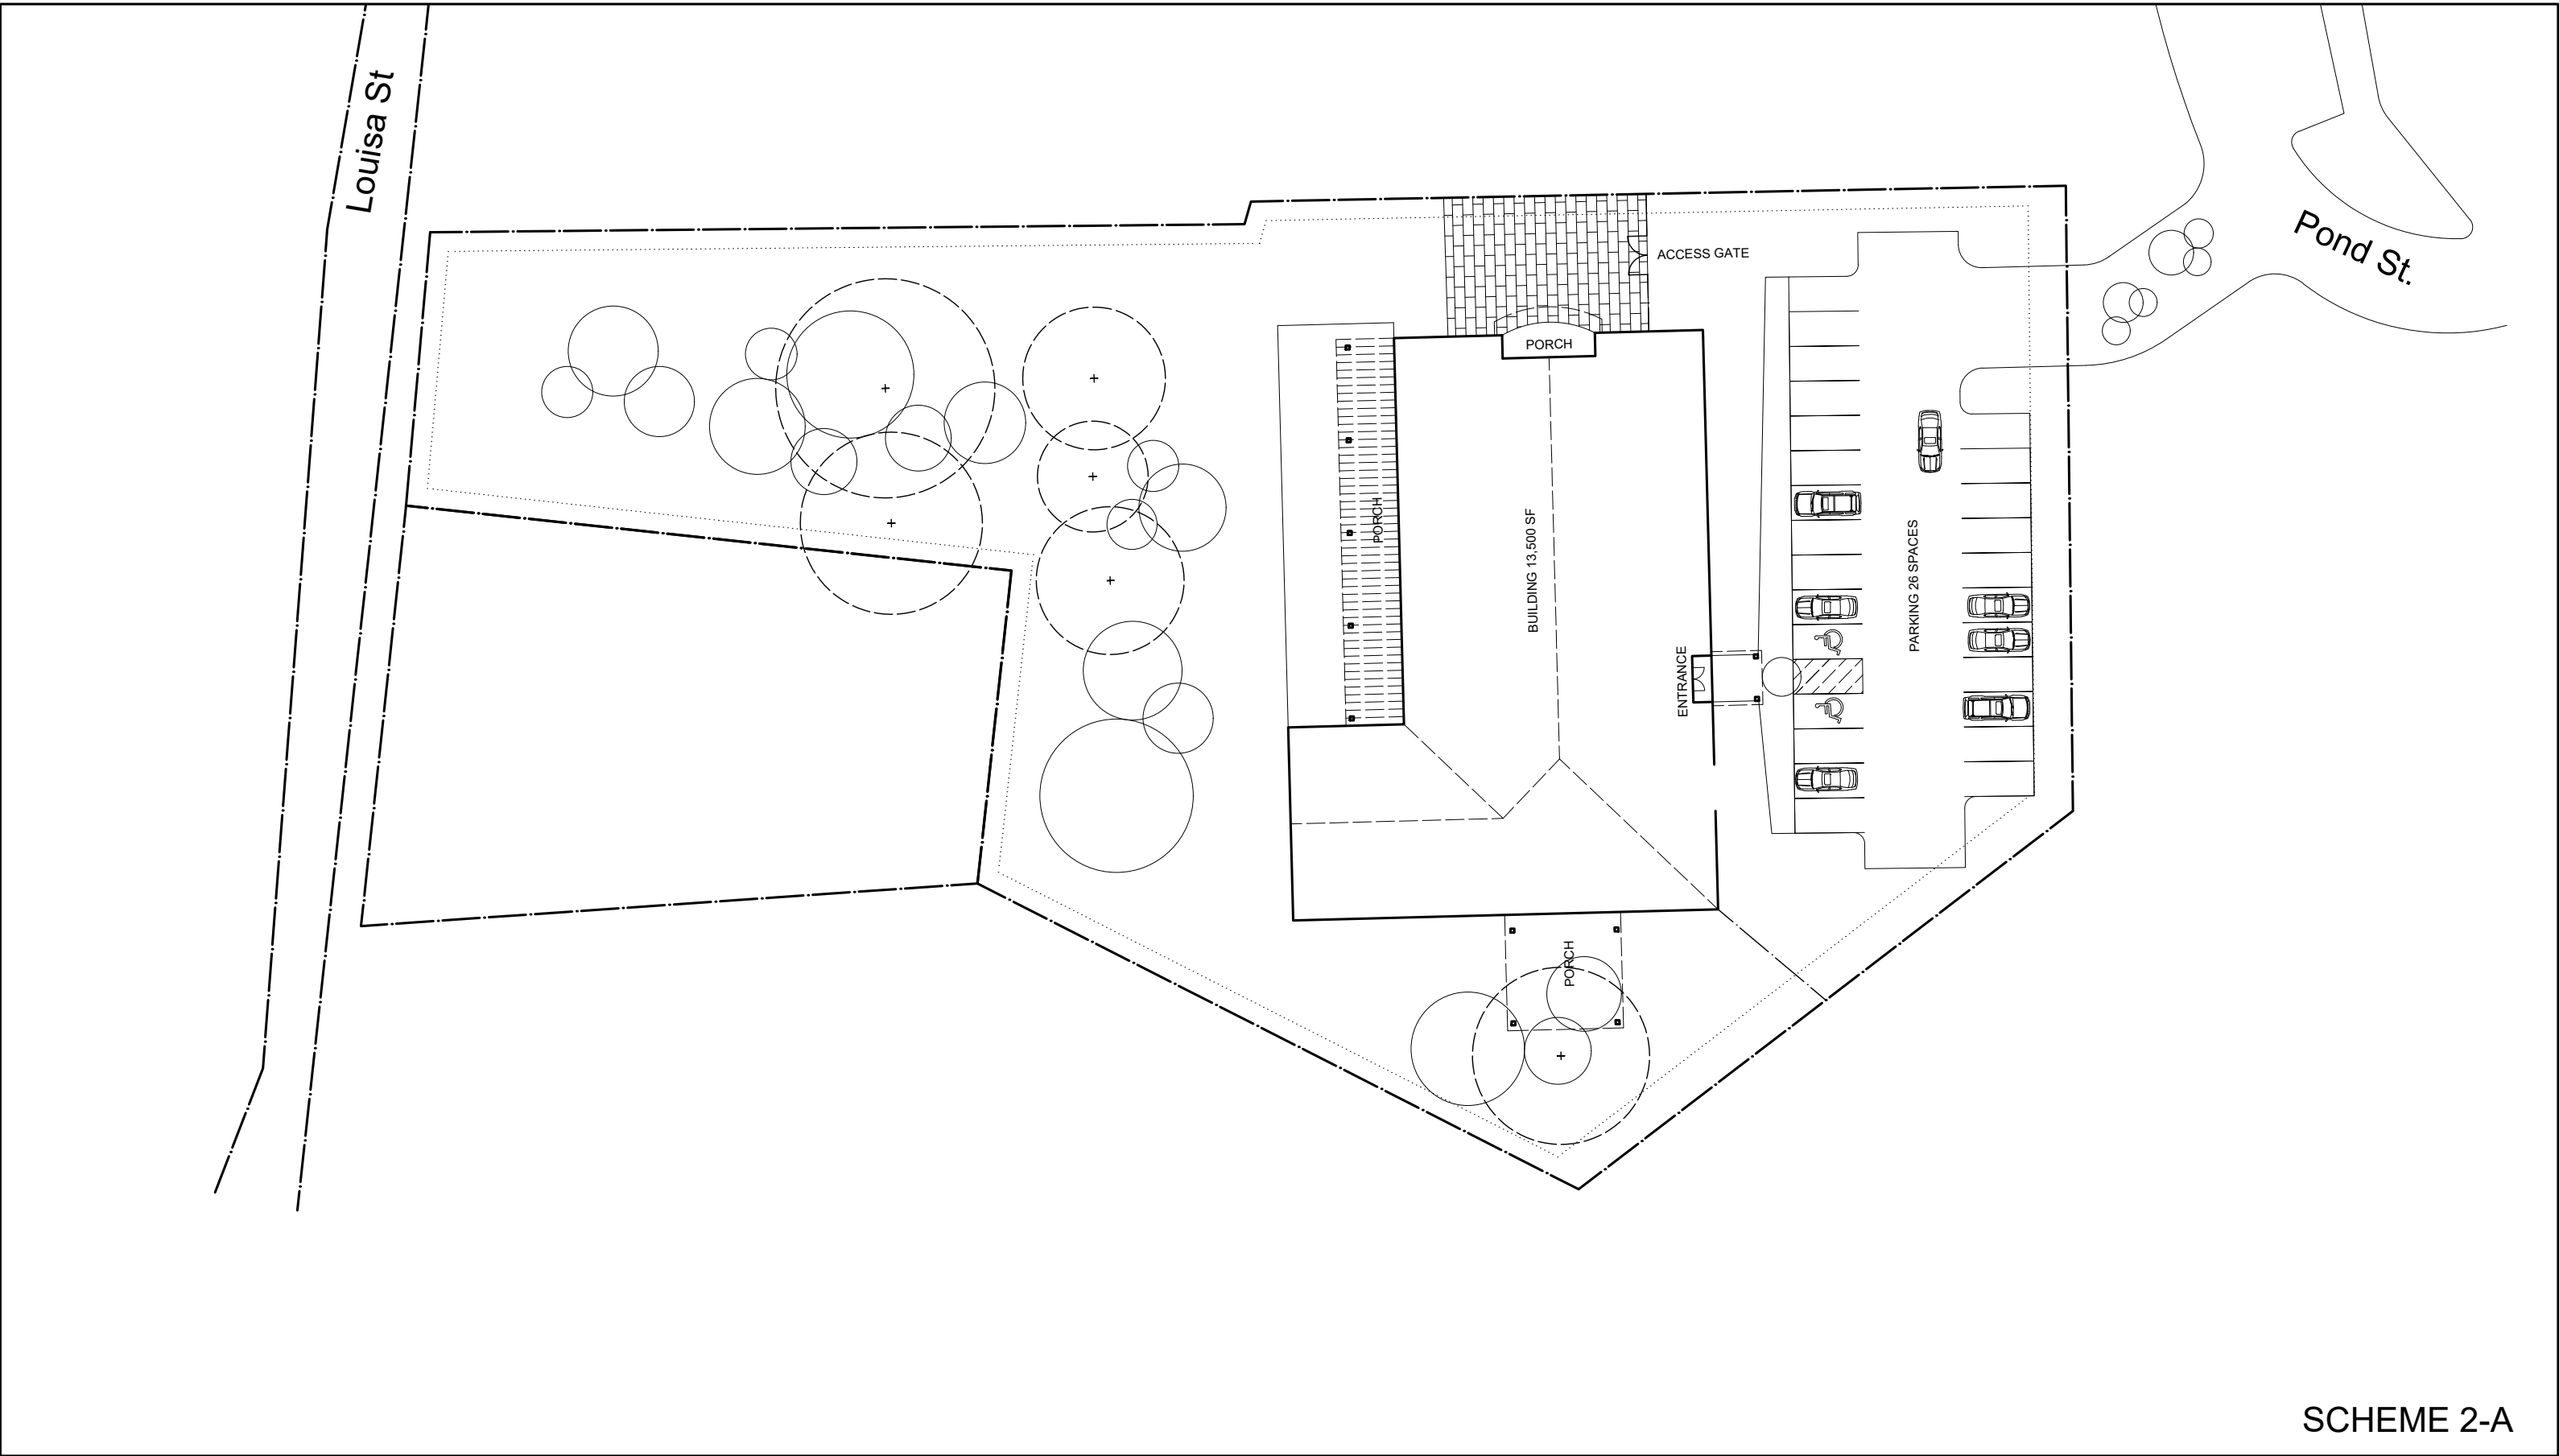 Louisa St
Pond St.
ACCESS GATE
PORCH
PORCH
BUILDING 13,500 SF
PARKING 26 SPACES
ENTRANCE
PORCH
SCHEME 2-A